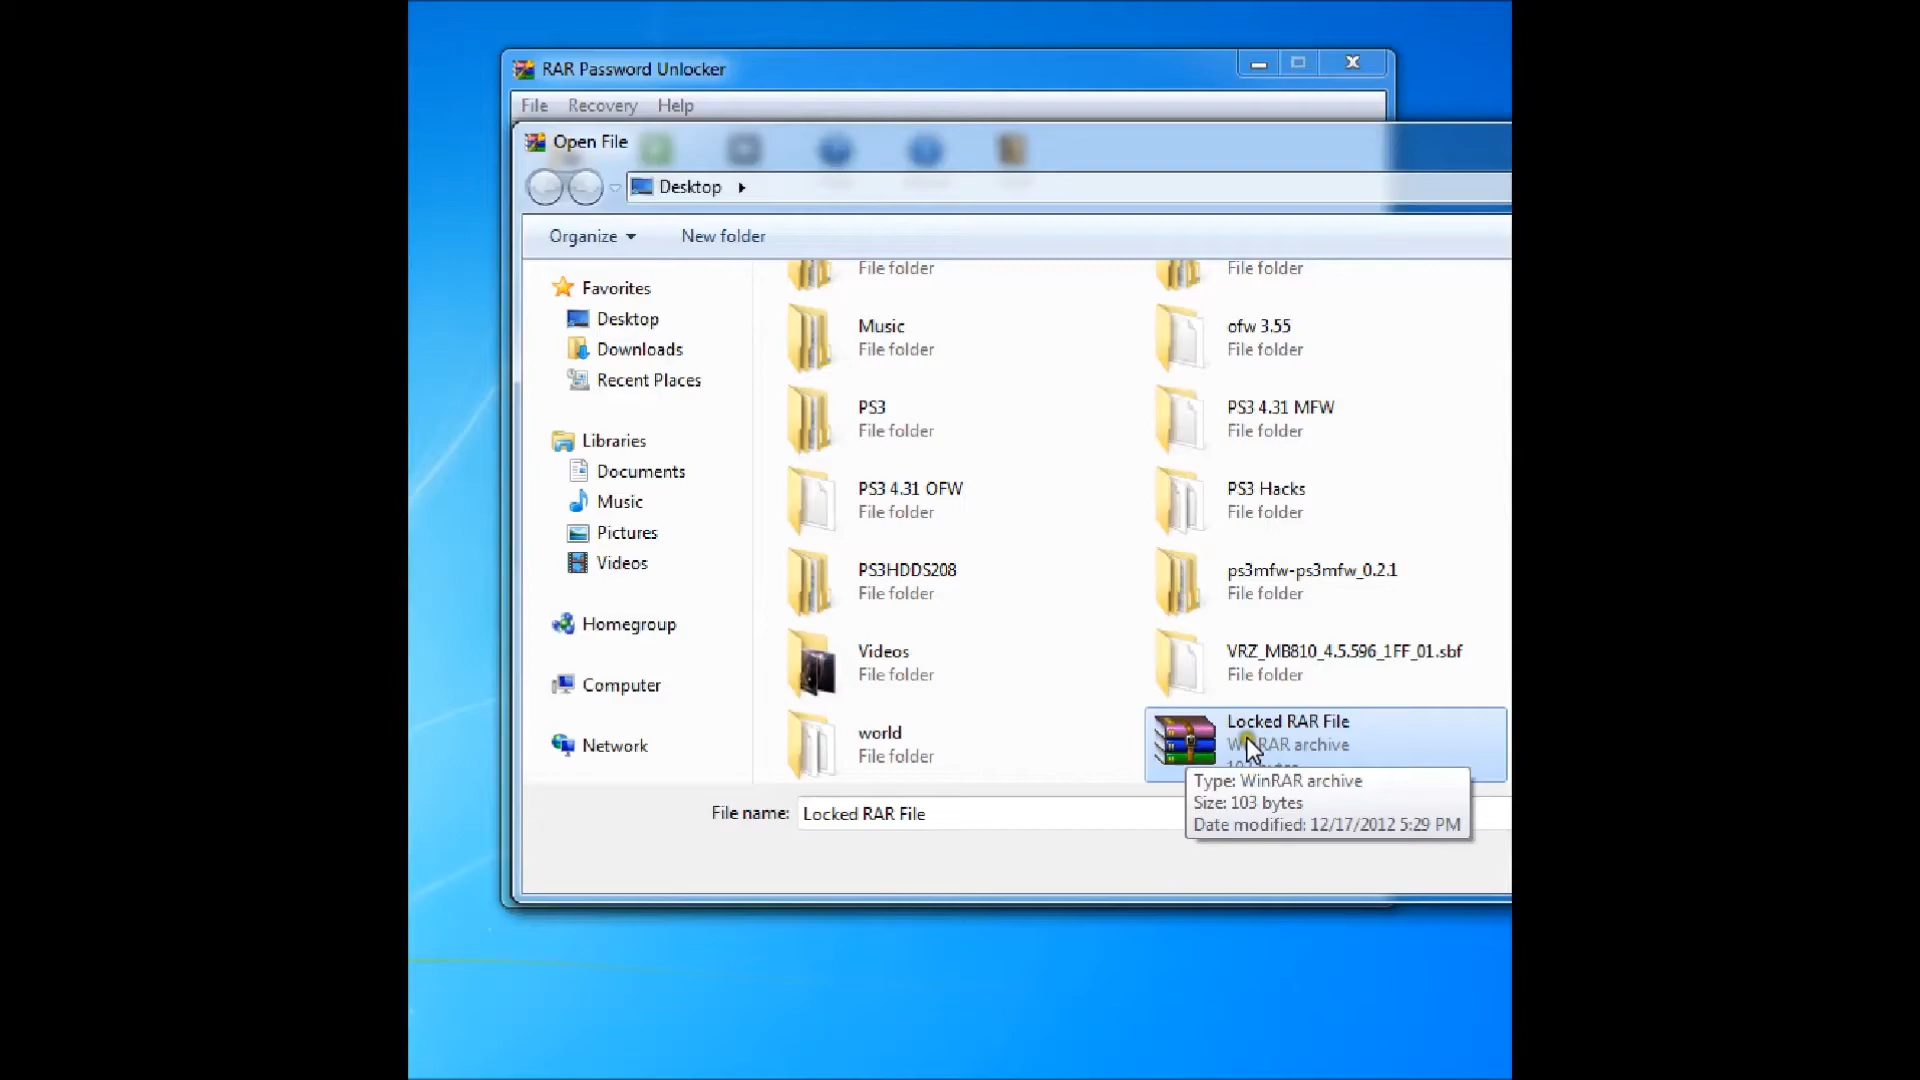 RAR Password Unlocker
File Recovery Help
Open File
Desktop
Organize New folder
Favorites
Desktop
Downloads
Recent Places
Libraries
Documents
Music
Pictures
Videos
Homegroup
Computer
Network
File folder File folder
Music ofw 3.55
File folder File folder
PS3 PS3 4.31 MFW
File folder File folder
PS3 4.31 OFW PS3 Hacks
File folder File folder
PS3HDDS208 ps3mfw-ps3mfw_0.2.1
File folder File folder
Videos VRZ_MB810_4.5.596_1FF_01.sbf
File folder File folder
world Locked RAR File
File folder WinRAR archive
Type: WinRAR archive
Size: 103 bytes
Date modified: 12/17/2012 5:29 PM
File name: Locked RAR File